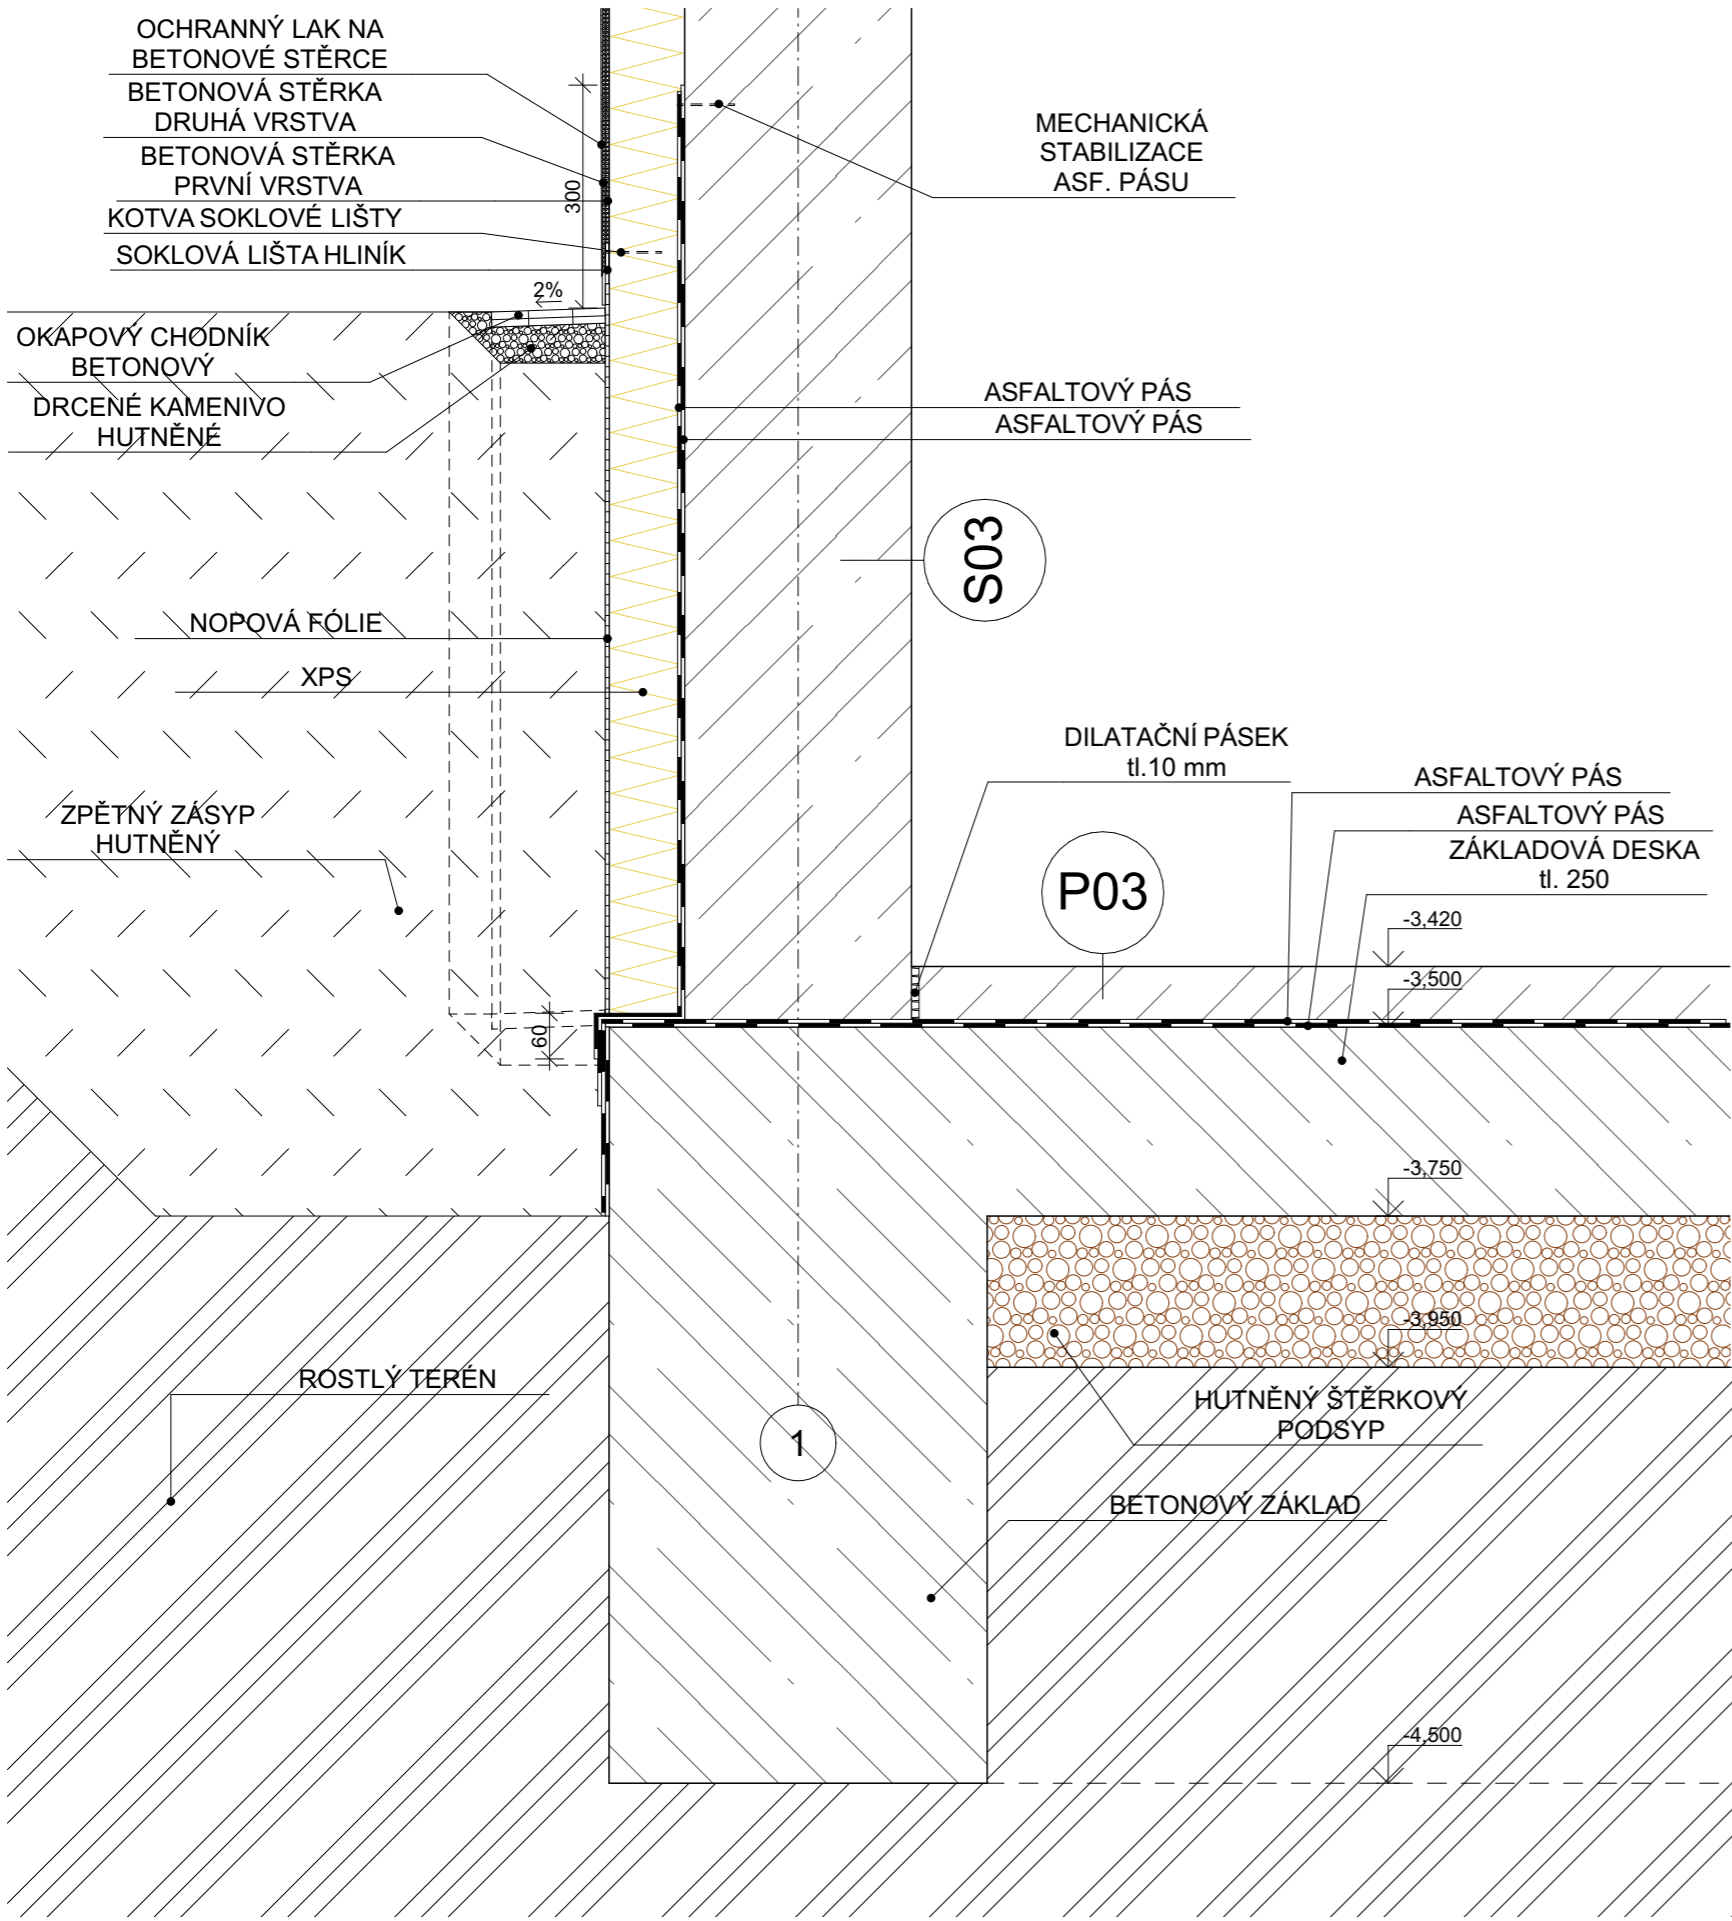 OCHRANNÝ LAK NA
BETONOVÉ STĚRCE
BETONOVÁ STĚRKA
DRUHÁ VRSTVA
BETONOVÁ STĚRKA
PRVNÍ VRSTVA
KOTVA SOKLOVÉ LIŠTY
SOKLOVÁ LIŠTA HLINÍK
300
2%
MECHANICKÁ
STABILIZACE
ASF. PÁSU
OKAPOVÝ CHODNÍK
BETONOVÝ
DRCENÉ KAMENIVO
HUTNĚNÉ
ASFALTOVÝ PÁS
ASFALTOVÝ PÁS
S03
NOPOVÁ FÓLIE
XPS
DILATAČNÍ PÁSEK
tl.10 mm
ASFALTOVÝ PÁS
ASFALTOVÝ PÁS
ZÁKLADOVÁ DESKA
tl. 250
ZPĚTNÝ ZÁSYP
HUTNĚNÝ
P03
-3,420
-3,500
60
-3,750
-3,950
ROSTLÝ TERÉN
HUTNĚNÝ ŠTĚRKOVÝ
PODSYP
1
BETONOVÝ ZÁKLAD
-4,500